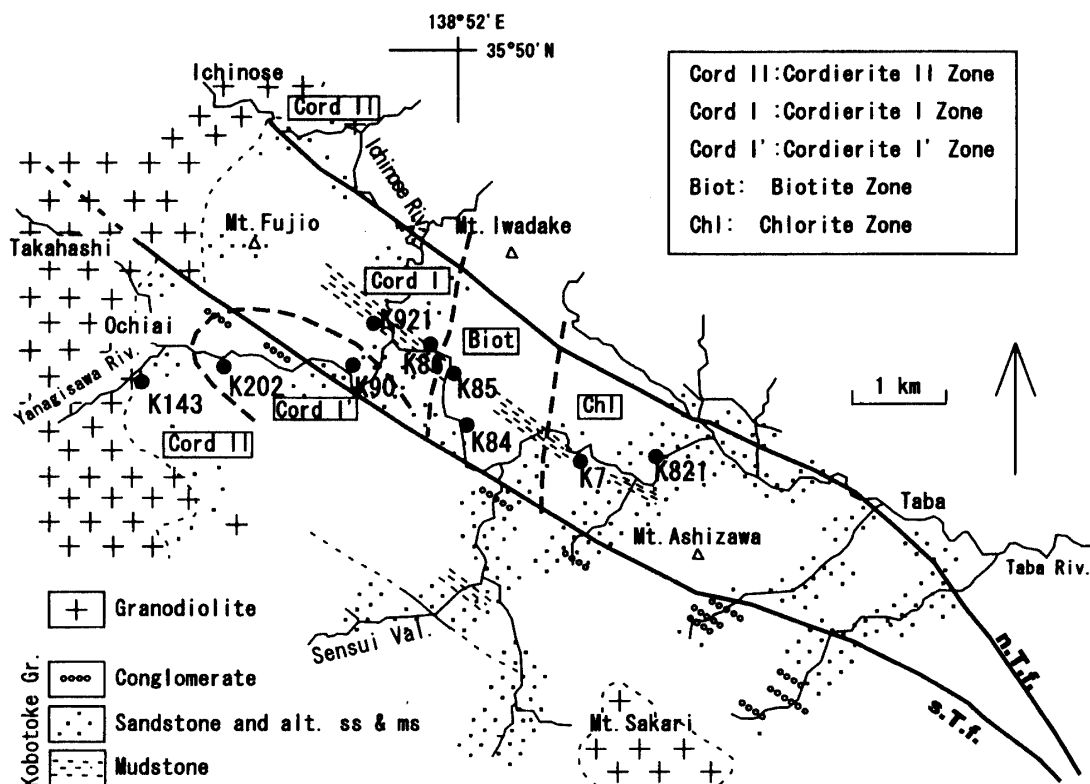 138°52'E
35°50'N
Ichinose
Cord II
Cord II:Cordierite II Zone
Cord I :Cordierite I Zone
Cord I':Cordierite I' Zone
Biot: Biotite Zone
Chl: Chlorite Zone
Ichinose Riv.
Mt.Fujio
Mt.Iwadake
Takahashi
Cord I
Ochiai
K921
Biot
K86
K85
Yanagisawa Riv.
K143
K202
K90
Cord I'
Chl
1 km
Cord II
K84
K7
K821
Taba
Mt.Ashizawa
Taba Riv.
Granodiolite
Sensui Val.
n.T.f.
s.T.f.
Kobotoke Gr.
Conglomerate
Sandstone and alt. ss & ms
Mudstone
Mt.Sakari